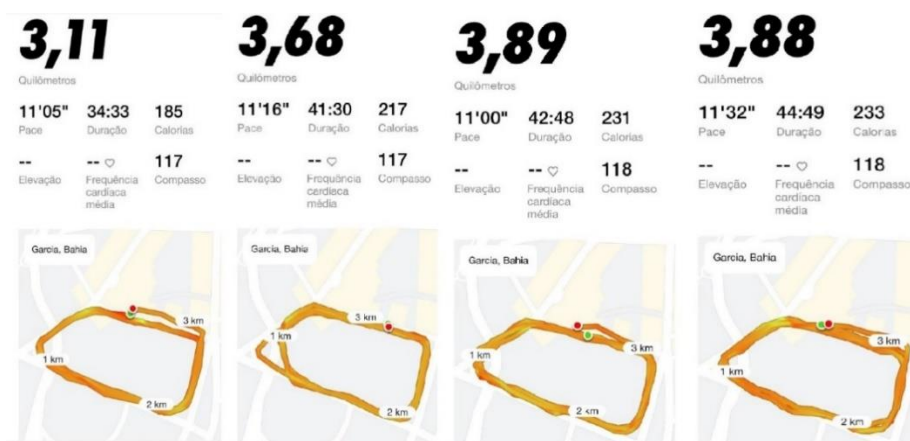 3,11
Quilômetros
11'05" 34:33 185
Pace Duração Calorias
-- -- 117
Elevação Frequência cardíaca média Compasso
Garcia, Bahia
3 km
1 km
2 km
3,68
Quilômetros
11'16" 41:30 217
Pace Duração Calorias
-- -- 117
Elevação Frequência cardíaca média Compasso
Garcia, Bahia
3 km
1 km
2 km
3,89
Quilômetros
11'00" 42:48 231
Pace Duração Calorias
-- -- 118
Elevação Frequência cardíaca média Compasso
Garcia, Bahia
1 km
3 km
2 km
3,88
Quilômetros
11'32" 44:49 233
Pace Duração Calorias
-- -- 118
Elevação Frequência cardíaca média Compasso
Garcia, Bahia
3 km
1 km
2 km